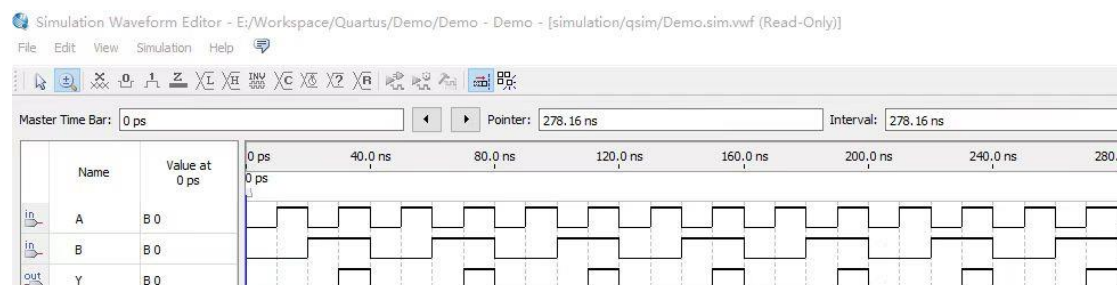 Simulation Waveform Editor - E:/Workspace/Quartus/Demo/Demo - Demo - [simulation/qsim/Demo.sim.vwf (Read-Only)]
File Edit View Simulation Help
Master Time Bar: 0 ps Pointer: 278.16 ns Interval: 278.16 ns
Name Value at 0 ps 0 ps 40.0 ns 80.0 ns 120.0 ns 160.0 ns 200.0 ns 240.0 ns 280.
0 ps
in A B 0
in B B 0
out Y B 0